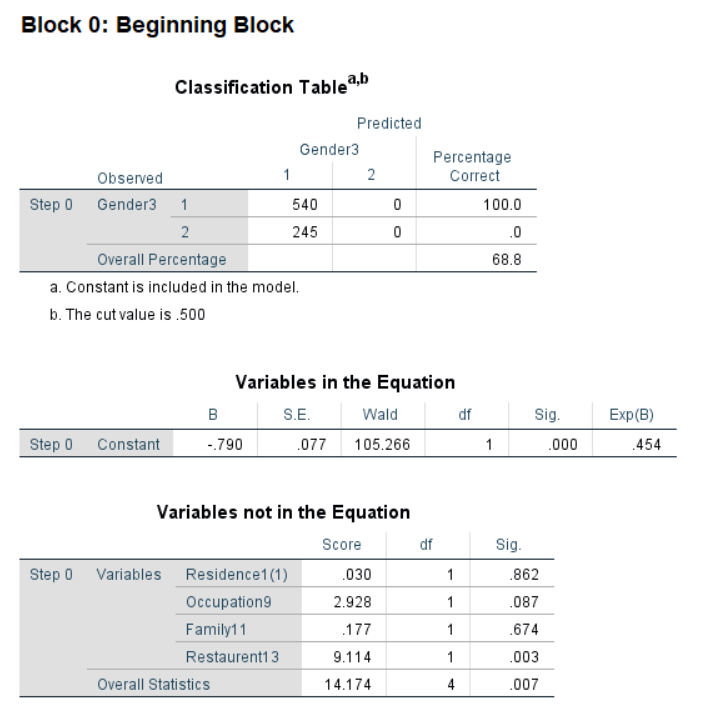 Block 0: Beginning Block
Classification Table a,b
Predicted
Gender3 Percentage
Observed 1 2 Correct
Step 0 Gender3 1 540 0 100.0
2 245 0 .0
Overall Percentage 68.8
a. Constant is included in the model.
b. The cut value is .500
Variables in the Equation
B S.E. Wald df Sig. Exp(B)
Step 0 Constant -.790 .077 105.266 1 .000 .454
Variables not in the Equation
Score df Sig.
Step 0 Variables Residence1(1) .030 1 .862
Occupation9 2.928 1 .087
Family11 .177 1 .674
Restaurent13 9.114 1 .003
Overall Statistics 14.174 4 .007